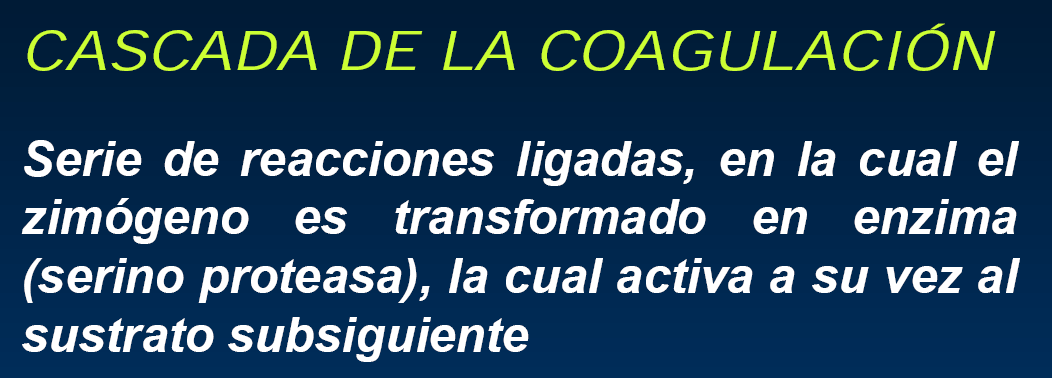 CASCADA DE LA COAGULACIÓN
Serie de reacciones ligadas, en la cual el
zimógeno es transformado en enzima
(serino proteasa), la cual activa a su vez al
sustrato subsiguiente